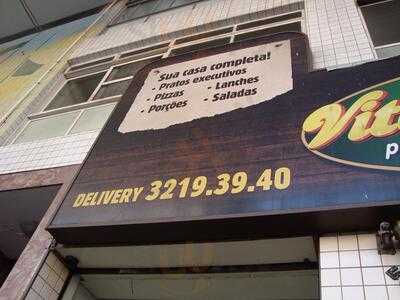 Sua casa completa!
- Pratos executivos
- Pizzas - Lanches
- Porções - Saladas
Vit
p
DELIVERY 3219.39.40